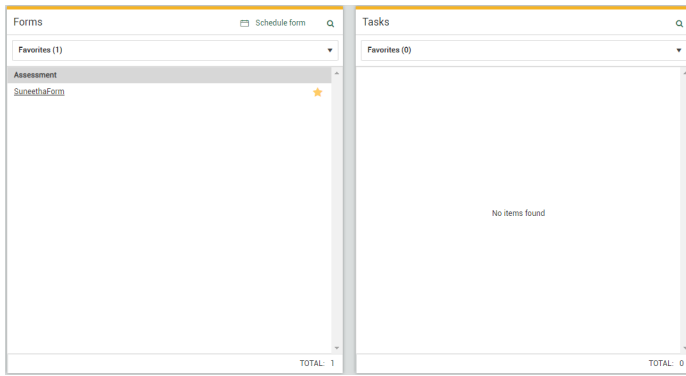 Forms
Schedule form
Favorites (1)
Assessment
SuneethaForm
TOTAL: 1
Tasks
Favorites (0)
No items found
TOTAL: 0